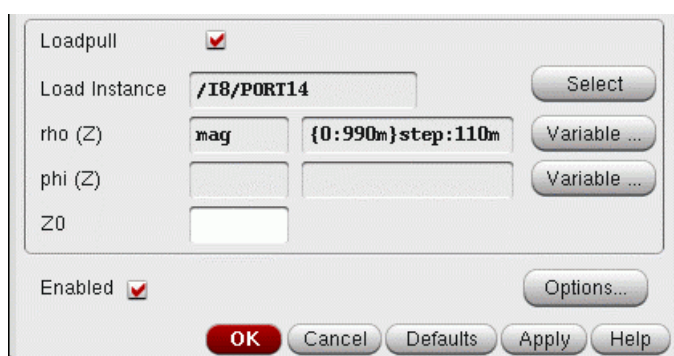 Loadpull
Load Instance /I8/PORT14 Select
rho (Z) mag {0:990m}step:110m Variable ...
phi (Z) Variable ...
Z0
Enabled Options...
OK Cancel Defaults Apply Help